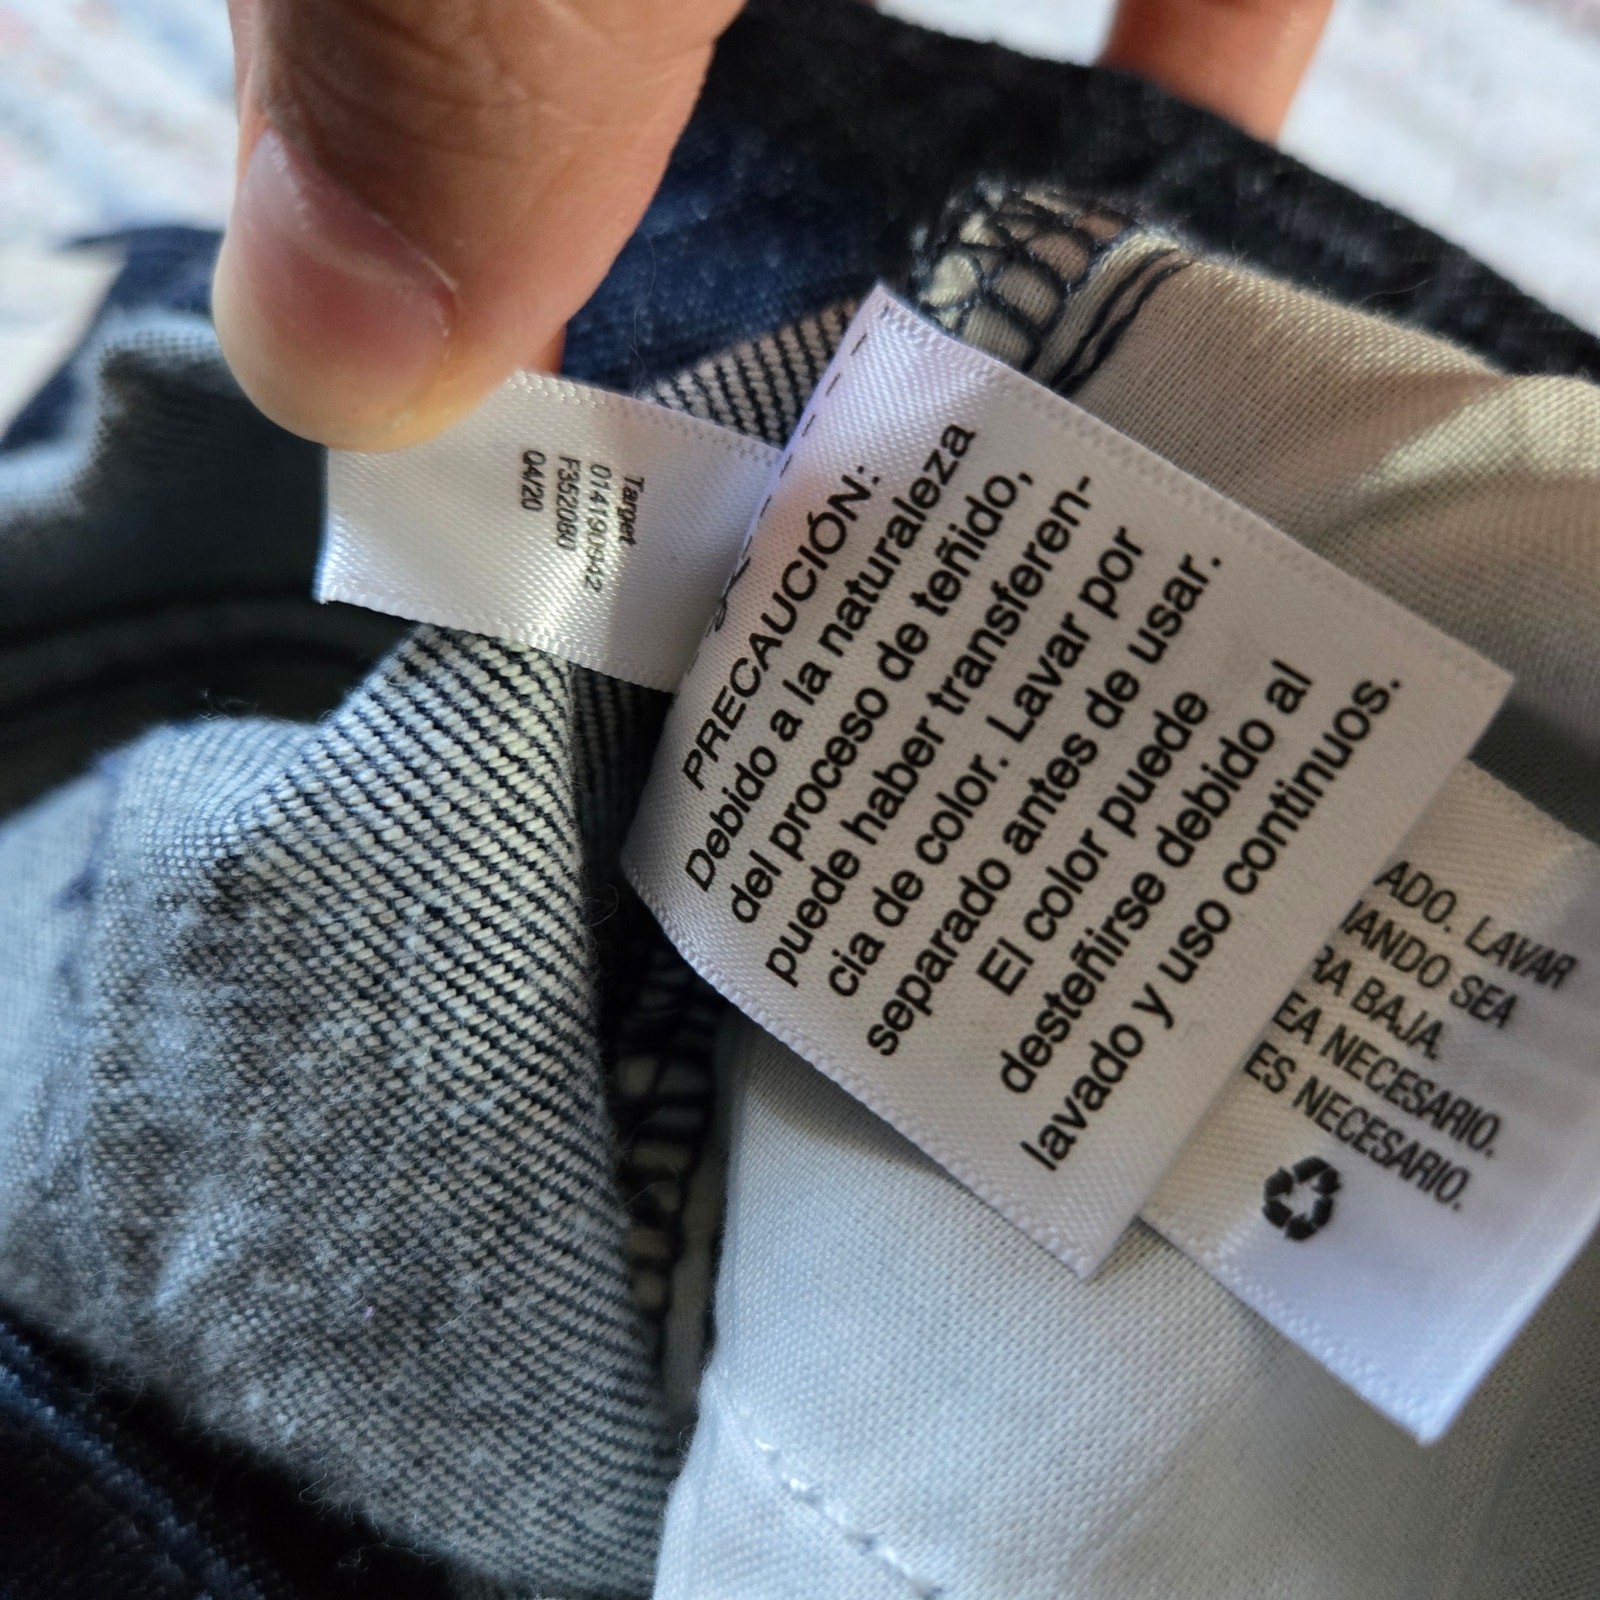 Target
014190942
F352080
Q4/20
PRECAUCIÓN:
Debido a la naturaleza
del proceso de teñido,
puede haber transferen-
cia de color. Lavar por
separado antes de usar.
El color puede
desteñirse debido al
lavado y uso continuos.
ADO. LAVAR
ANDO SEA
RA BAJA.
EA NECESARIO.
ES NECESARIO.